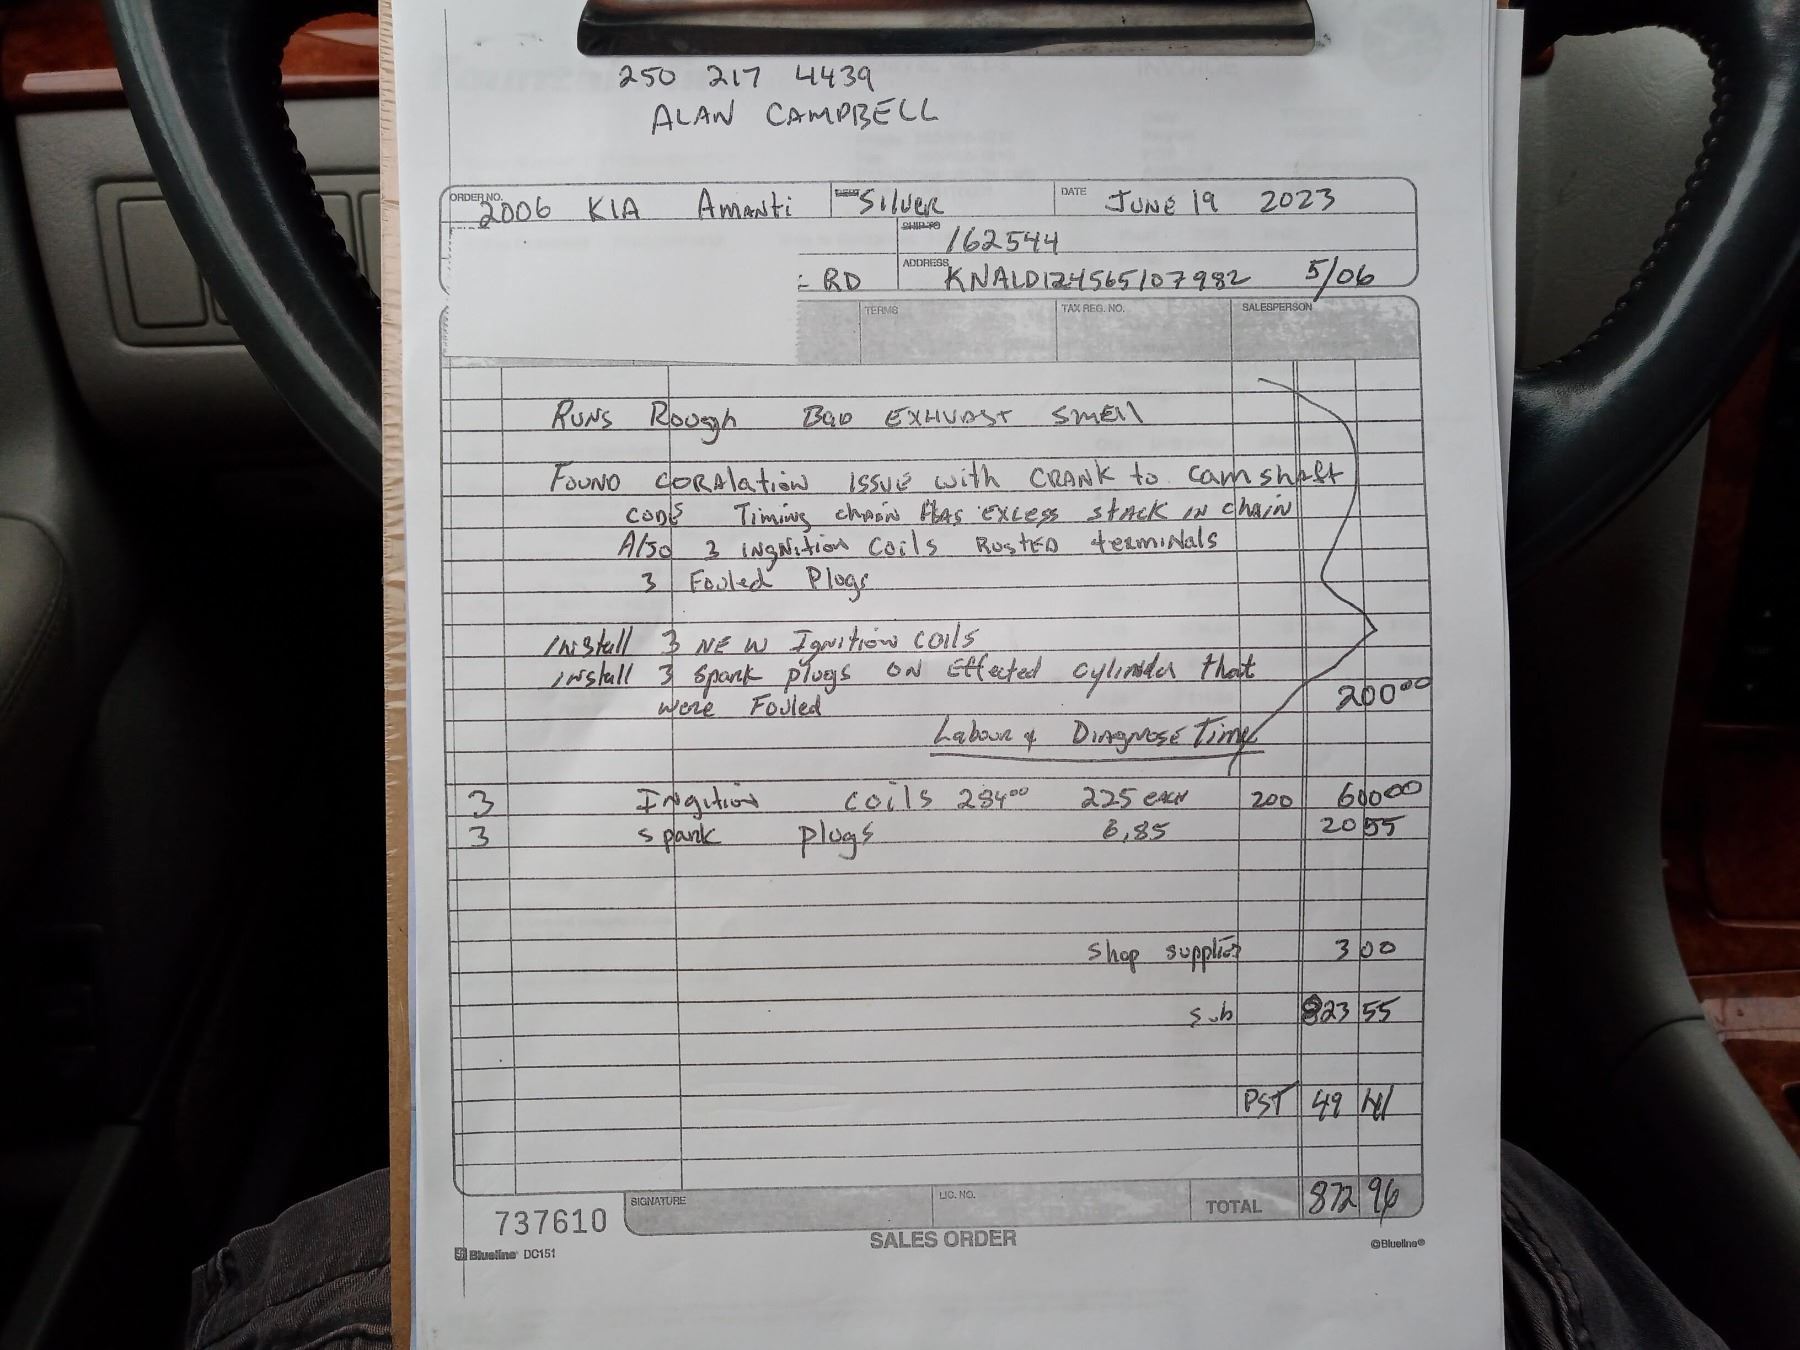 250 217 4439
ALAN CAMPBELL
ORDER NO. 2006 KIA Amanti Silver DATE JUNE 19 2023
SHIP TO 162544
RD ADDRESS KNALD124565107982 5/06
TERMS TAX REG. NO. SALESPERSON
RUNS Rough BAD EXHUAST SMEll
FOUND CORAlation ISSUE with CRANK to camshaft
CODES Timing chain HAS EXCESS StACK IN chain
Also 3 INgNition Coils RUSTED terminals
3 Fouled Plugs
INstall 3 NEW Ignition COILS
INstall 3 Spark plugs ON Effected cylinder that
were Fouled 200 00
Labour & DIAGNOSE Time
3 INgition COILS 284 00 225 EACH 200 600 00
3 spark plugs 6,85 20 55
Shop supplies 3 00
Sub 823 55
PST 49 41
737610 SIGNATURE LIC. NO. TOTAL 872 96
Blueline DC151 SALES ORDER ©Blueline®